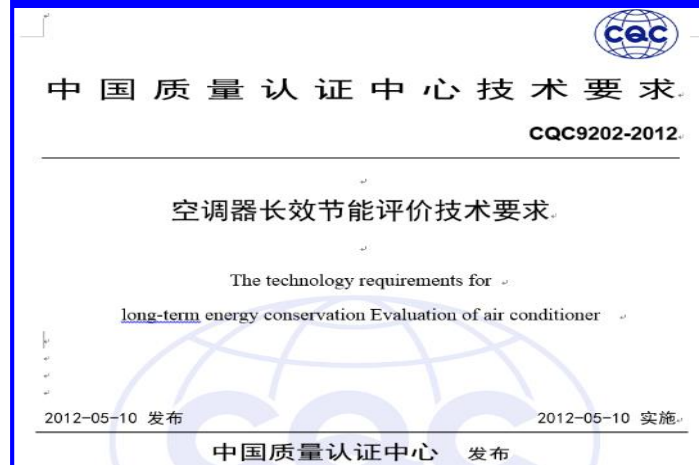 CQC
中国质量认证中心技术要求
CQC9202-2012
空调器长效节能评价技术要求
The technology requirements for
long-term energy conservation Evaluation of air conditioner
2012-05-10 发布 2012-05-10 实施
中国质量认证中心 发布
CQC